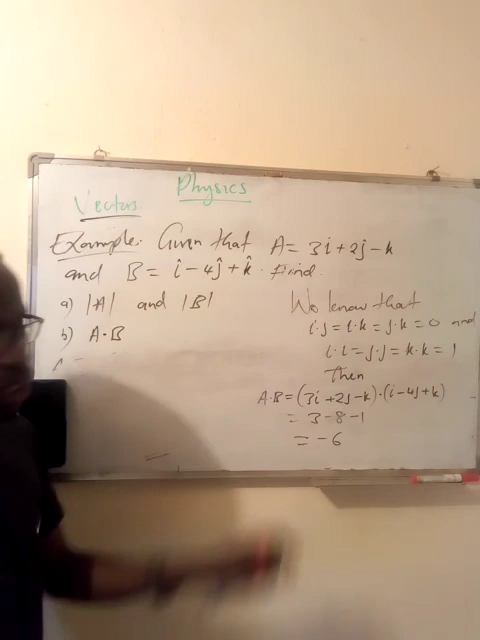 Physics
Vectors
Example: Given that A = 3i + 2j - k
and B = î - 4ĵ + k̂. Find
a) |A| and |B|
b) A·B
We know that
i·j = i·k = j·k = 0 and
i·i = j·j = k·k = 1
Then
A·B = (3i + 2j - k)·(i - 4j + k)
= 3 - 8 - 1
= -6